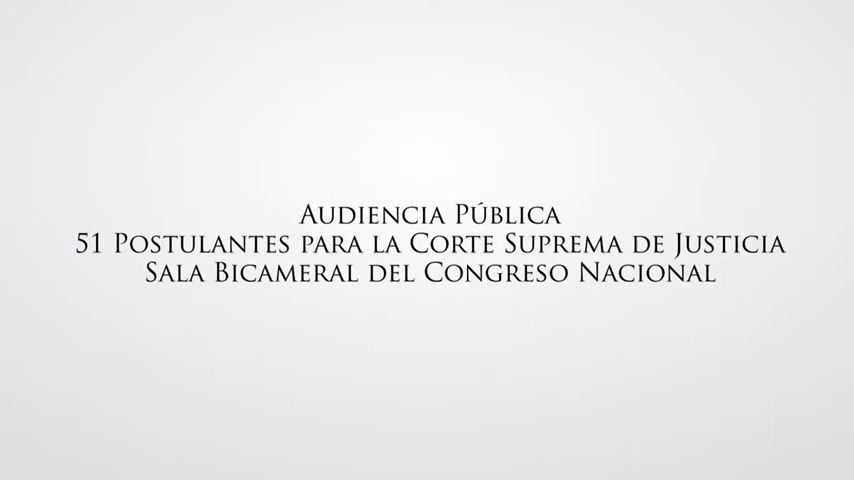 Audiencia Pública
51 Postulantes para la Corte Suprema de Justicia
Sala Bicameral del Congreso Nacional